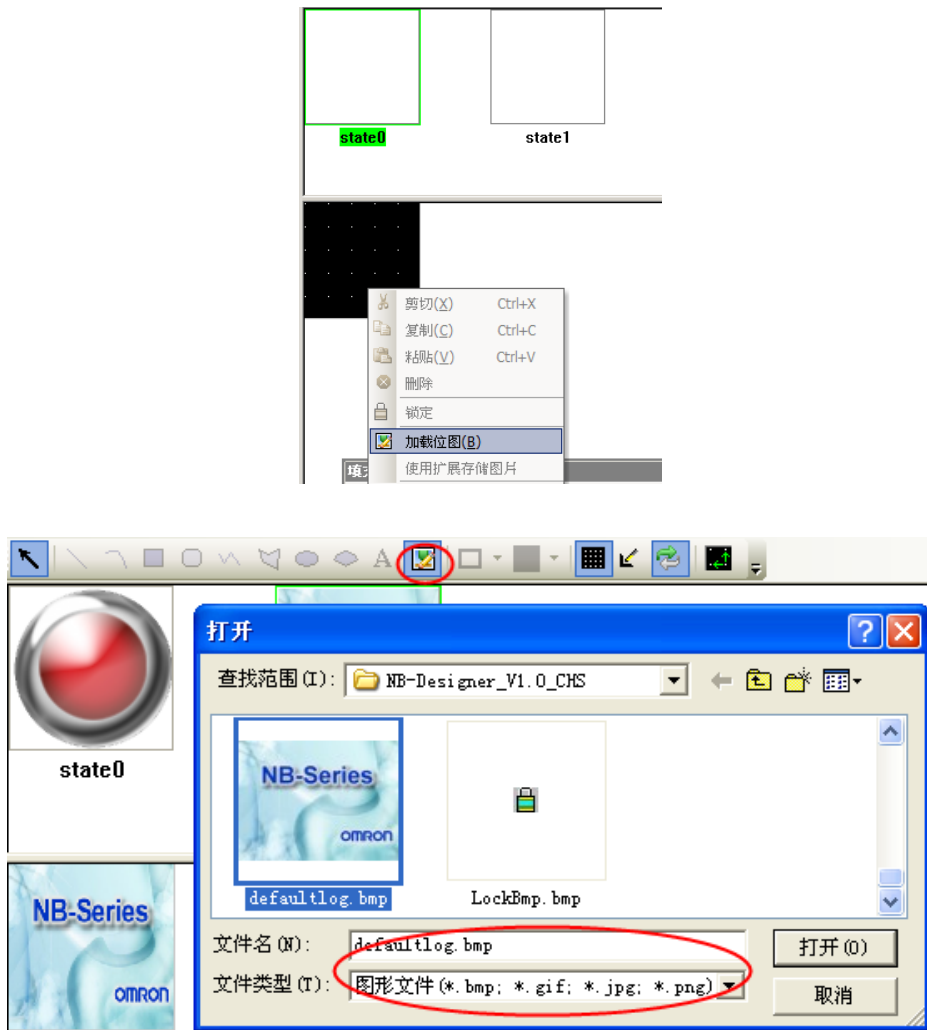 state0 state1
剪切(X) Ctrl+X
复制(C) Ctrl+C
粘贴(V) Ctrl+V
删除
锁定
加载位图(B)
使用扩展存储图片
A
打开
查找范围(I): NB-Designer_V1.0_CHS
NB-Series
OMRON
defaultlog.bmp LockBmp.bmp
state0
文件名(N): defaultlog.bmp 打开(O)
文件类型(T): 图形文件(*.bmp; *.gif; *.jpg; *.png) 取消
NB-Series
OMRON